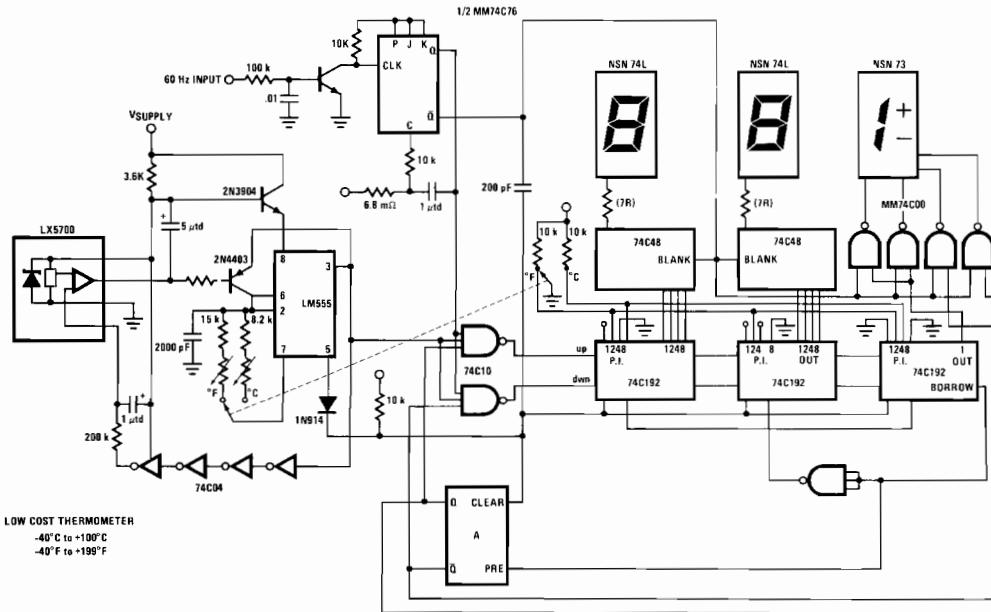 1/2 MM74C76
10K
P J K
Q
CLK
100 k
60 Hz INPUT
.01
Q̄
C
NSN 74L
NSN 74L
NSN 73
VSUPPLY
3.6K
2N3904
10 k
6.8 mΩ
1 μtd
200 pF
(7R)
(7R)
MM74C00
5 μtd
LX5700
2N4403
8
3
10 k
10 k
°F
°C
74C48
BLANK
74C48
BLANK
6
2
LM555
15 k
8.2 k
2000 pF
7
5
°F
°C
1N914
10 k
74C10
up
dwn
1248
P.I.
1248
74C192
124 8
P.I.
1248
OUT
74C192
1248
P.I.
1
OUT
74C192
BORROW
1 μtd
200 k
74C04
Q
CLEAR
A
Q̄
PRE
LOW COST THERMOMETER
-40°C to +100°C
-40°F to +199°F